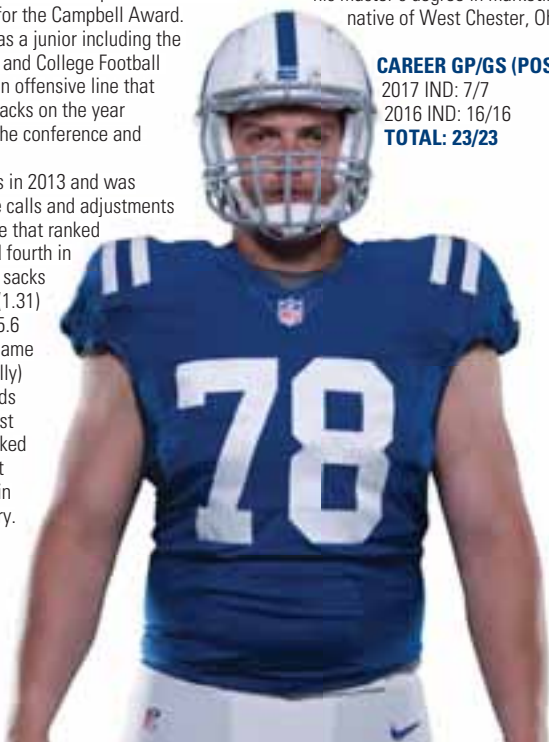 for the Campbell Award.
as a junior including the
and College Football
n offensive line that
acks on the year
he conference and
s in 2013 and was
e calls and adjustments
e that ranked
d fourth in
sacks
(1.31)
5.6
ame
lly)
ds
st
ked
t
in
ry.
native of West Chester, Oh
CAREER GP/GS (POS
2017 IND: 7/7
2016 IND: 16/16
TOTAL: 23/23
NFL
78